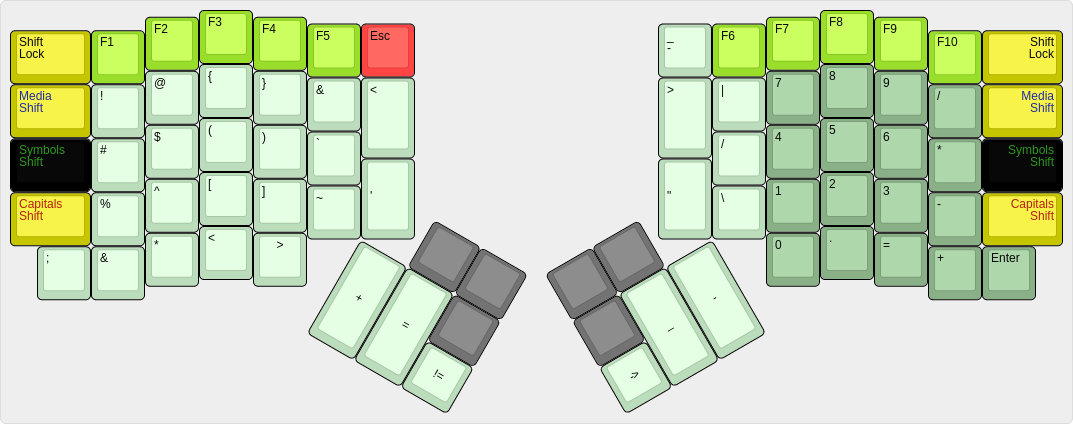 Shift
Lock
F1
F2
F3
F4
F5
Esc
Media
Shift
!
@
{
}
&
<
Symbols
Shift
#
$
(
)
`
Capitals
Shift
%
^
[
]
~
'
;
&
*
<
>
+
=
!=
_
-
F6
F7
F8
F9
F10
Shift
Lock
>
|
7
8
9
/
Media
Shift
/
4
5
6
*
Symbols
Shift
"
\
1
2
3
-
Capitals
Shift
0
.
=
+
Enter
-
_
->